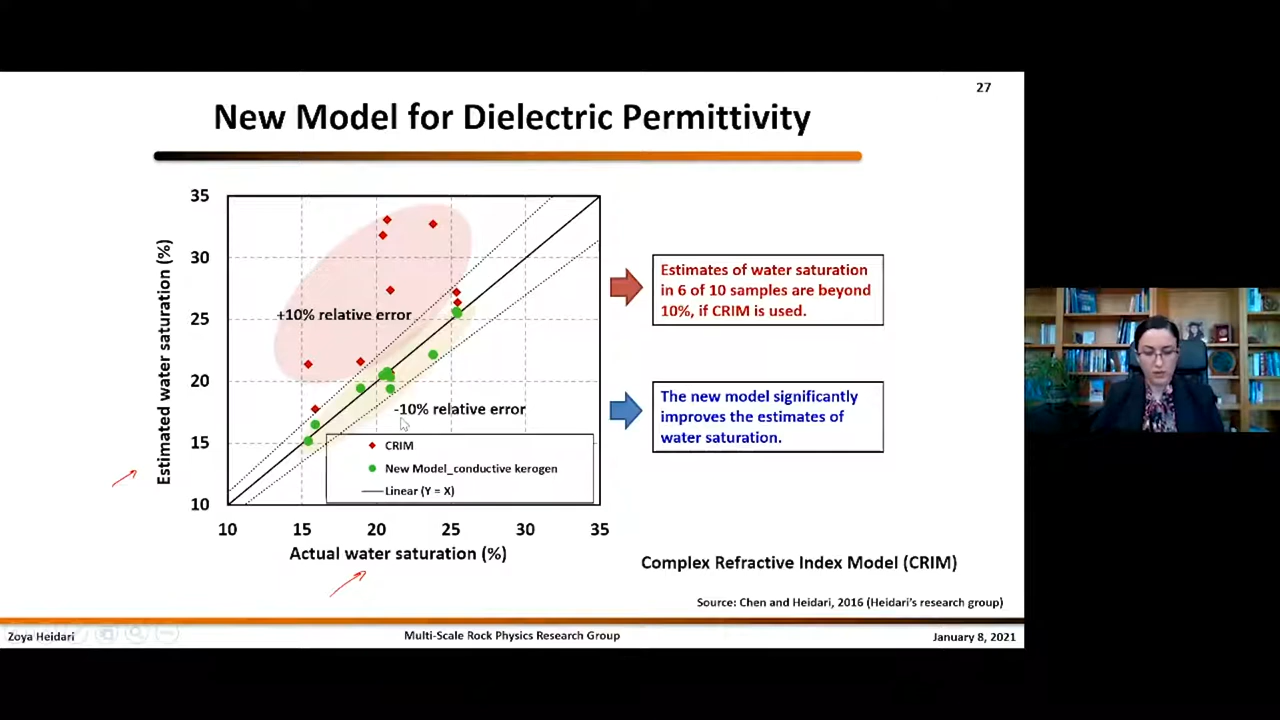 27
New Model for Dielectric Permittivity
Estimated water saturation (%)
35
30
25
20
15
10
+10% relative error
-10% relative error
CRIM
New Model_conductive kerogen
Linear (Y = X)
10 15 20 25 30 35
Actual water saturation (%)
Estimates of water saturation
in 6 of 10 samples are beyond
10%, if CRIM is used.
The new model significantly
improves the estimates of
water saturation.
Complex Refractive Index Model (CRIM)
Source: Chen and Heidari, 2016 (Heidari's research group)
Zoya Heidari
Multi-Scale Rock Physics Research Group
January 8, 2021